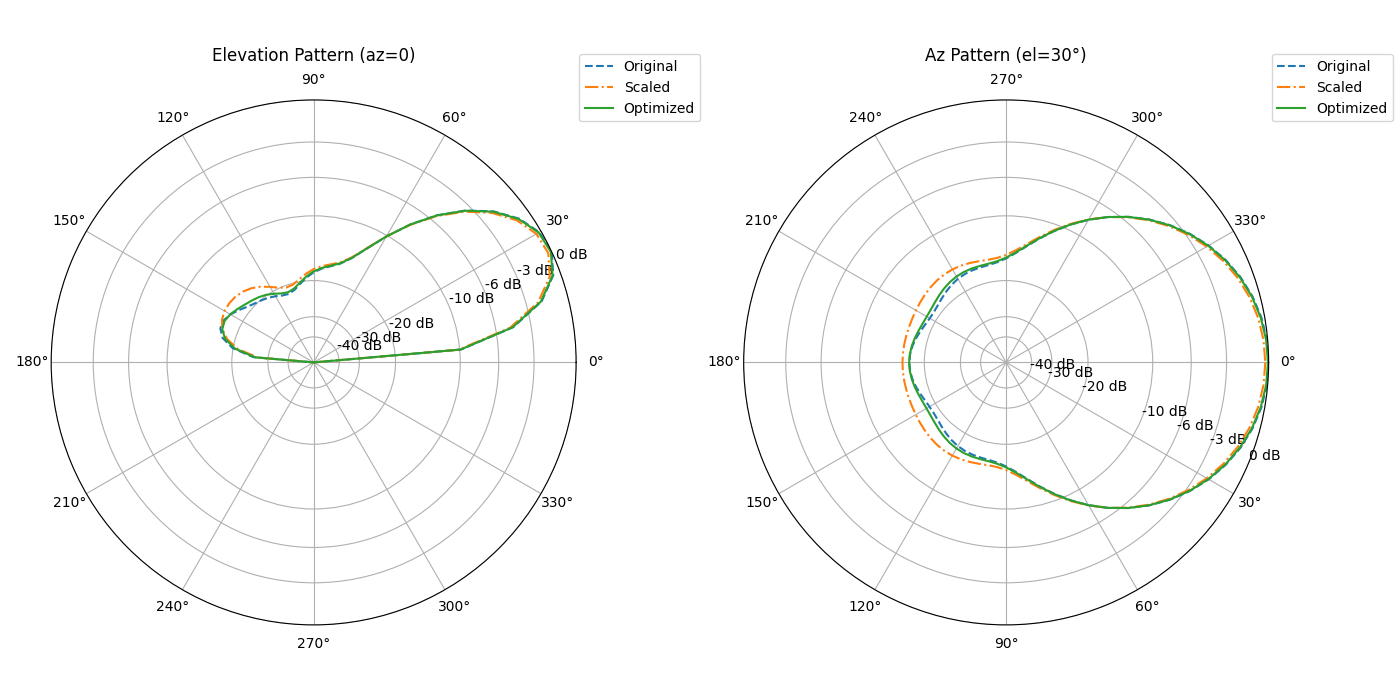 Elevation Pattern (az=0)
90°
120°
60°
150°
30°
180°
0°
210°
330°
240°
300°
270°
0 dB
-3 dB
-6 dB
-10 dB
-20 dB
-30 dB
-40 dB
Original
Scaled
Optimized
Az Pattern (el=30°)
270°
240°
300°
210°
330°
180°
0°
150°
30°
120°
60°
90°
-40 dB
-30 dB
-20 dB
-10 dB
-6 dB
-3 dB
0 dB
Original
Scaled
Optimized